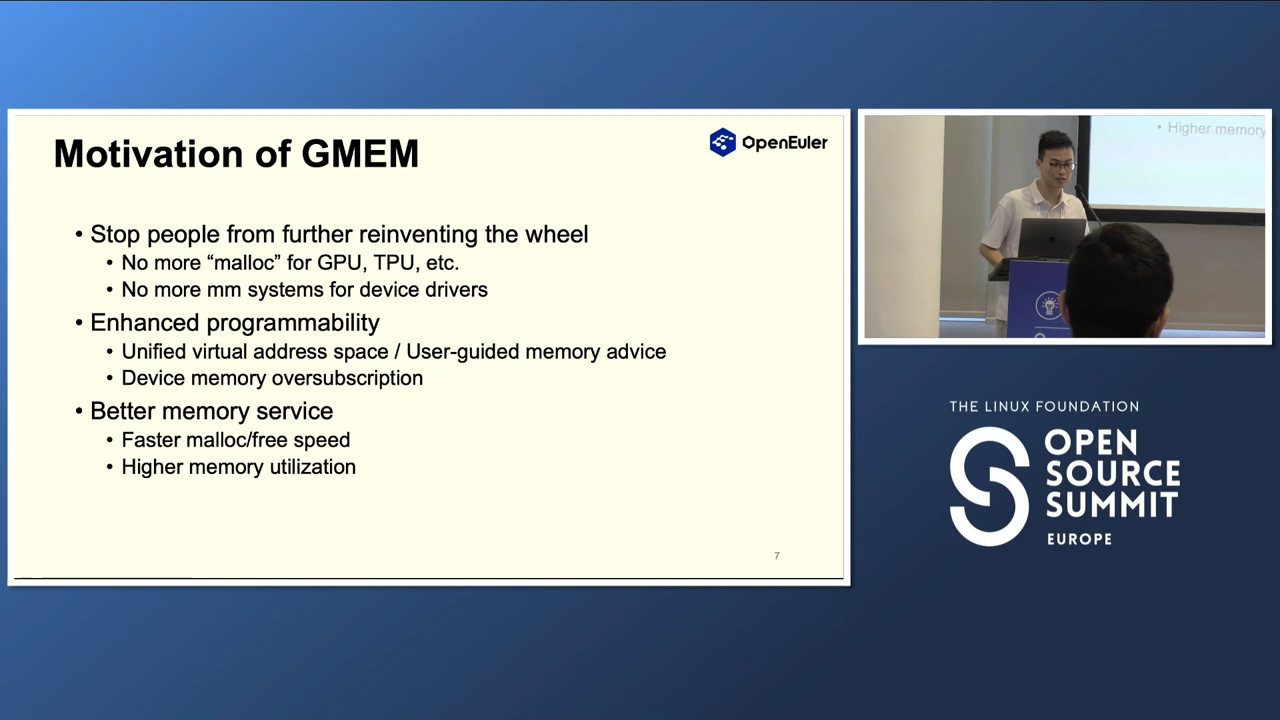 Motivation of GMEM
OpenEuler
• Stop people from further reinventing the wheel
• No more “malloc” for GPU, TPU, etc.
• No more mm systems for device drivers
• Enhanced programmability
• Unified virtual address space / User-guided memory advice
• Device memory oversubscription
• Better memory service
• Faster malloc/free speed
• Higher memory utilization
7
• Higher memory
THE LINUX FOUNDATION
OPEN
SOURCE
SUMMIT
EUROPE